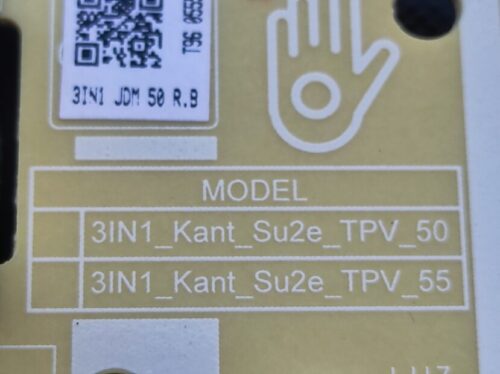 3IN1 JDM 50 R.B
MODEL
3IN1_Kant_Su2e_TPV_50
3IN1_Kant_Su2e_TPV_55